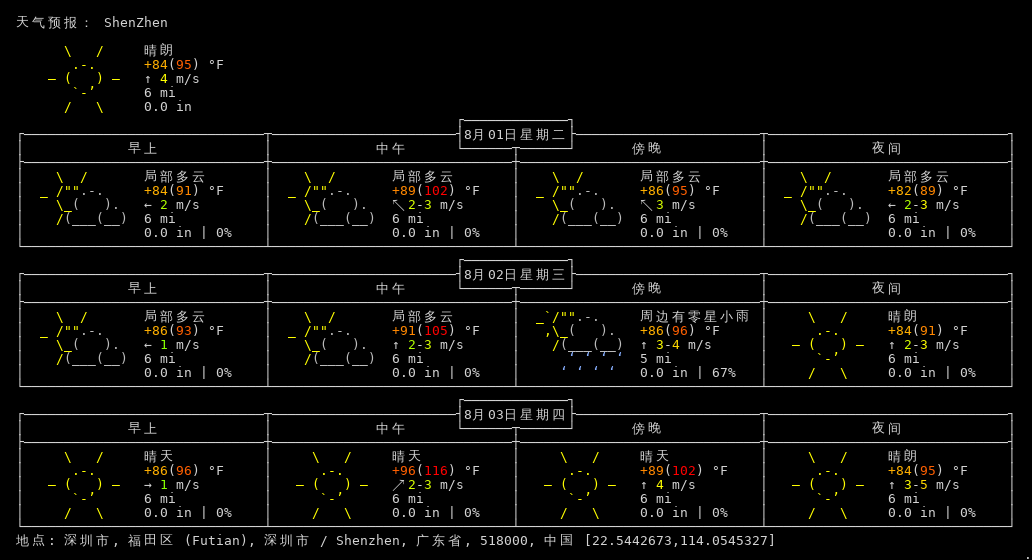 天气预报： ShenZhen
晴朗
+84(95) °F
↑ 4 m/s
6 mi
0.0 in
8月01日星期二
早上 中午 傍晚 夜间
局部多云 局部多云 局部多云 局部多云
+84(91) °F +89(102) °F +86(95) °F +82(89) °F
← 2 m/s ↖ 2-3 m/s ↖ 3 m/s ← 2-3 m/s
6 mi 6 mi 6 mi 6 mi
0.0 in | 0% 0.0 in | 0% 0.0 in | 0% 0.0 in | 0%
8月02日星期三
早上 中午 傍晚 夜间
局部多云 局部多云 周边有零星小雨 晴朗
+86(93) °F +91(105) °F +86(96) °F +84(91) °F
← 1 m/s ↑ 2-3 m/s ↑ 3-4 m/s ↑ 2-3 m/s
6 mi 6 mi 5 mi 6 mi
0.0 in | 0% 0.0 in | 0% 0.0 in | 67% 0.0 in | 0%
8月03日星期四
早上 中午 傍晚 夜间
晴天 晴天 晴天 晴朗
+86(96) °F +96(116) °F +89(102) °F +84(95) °F
→ 1 m/s ↗ 2-3 m/s ↑ 4 m/s ↑ 3-5 m/s
6 mi 6 mi 6 mi 6 mi
0.0 in | 0% 0.0 in | 0% 0.0 in | 0% 0.0 in | 0%
地点: 深圳市, 福田区 (Futian), 深圳市 / Shenzhen, 广东省, 518000, 中国 [22.5442673,114.0545327]